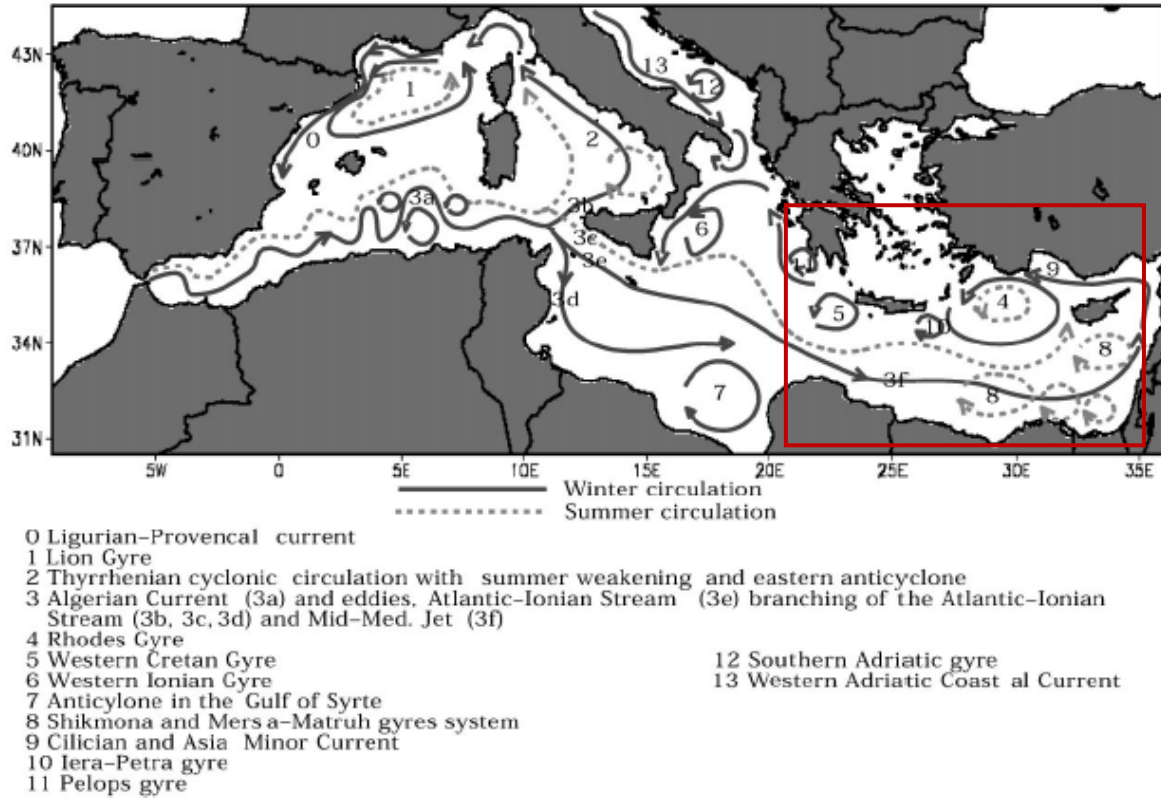 43N
13
12
1
0
40N
2
3a
3b
37N
6
3c
3e
11
9
3d
5
4
10
34N
8
3f
8
7
31N
5W 0 5E 10E 15E 20E 25E 30E 35E
Winter circulation
Summer circulation
0 Ligurian-Provencal current
1 Lion Gyre
2 Thyrrhenian cyclonic circulation with summer weakening and eastern anticyclone
3 Algerian Current (3a) and eddies, Atlantic-Ionian Stream (3e) branching of the Atlantic-Ionian
Stream (3b, 3c, 3d) and Mid-Med. Jet (3f)
4 Rhodes Gyre
5 Western Cretan Gyre
6 Western Ionian Gyre
7 Anticylone in the Gulf of Syrte
8 Shikmona and Mersa-Matruh gyres system
9 Cilician and Asia Minor Current
10 Iera-Petra gyre
11 Pelops gyre
12 Southern Adriatic gyre
13 Western Adriatic Coast al Current